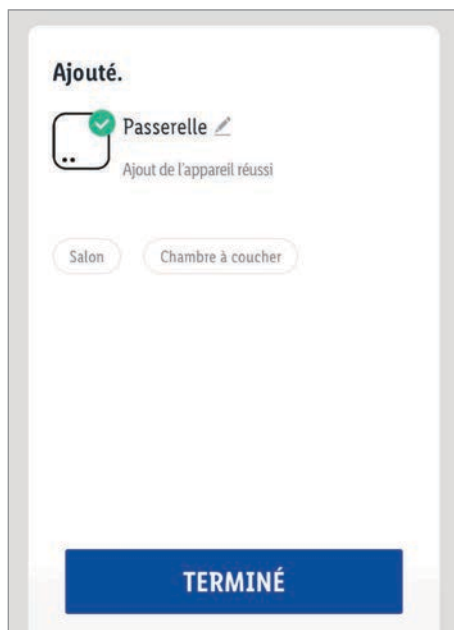 Ajouté.
Passerelle
Ajout de l'appareil réussi
Salon
Chambre à coucher
TERMINÉ